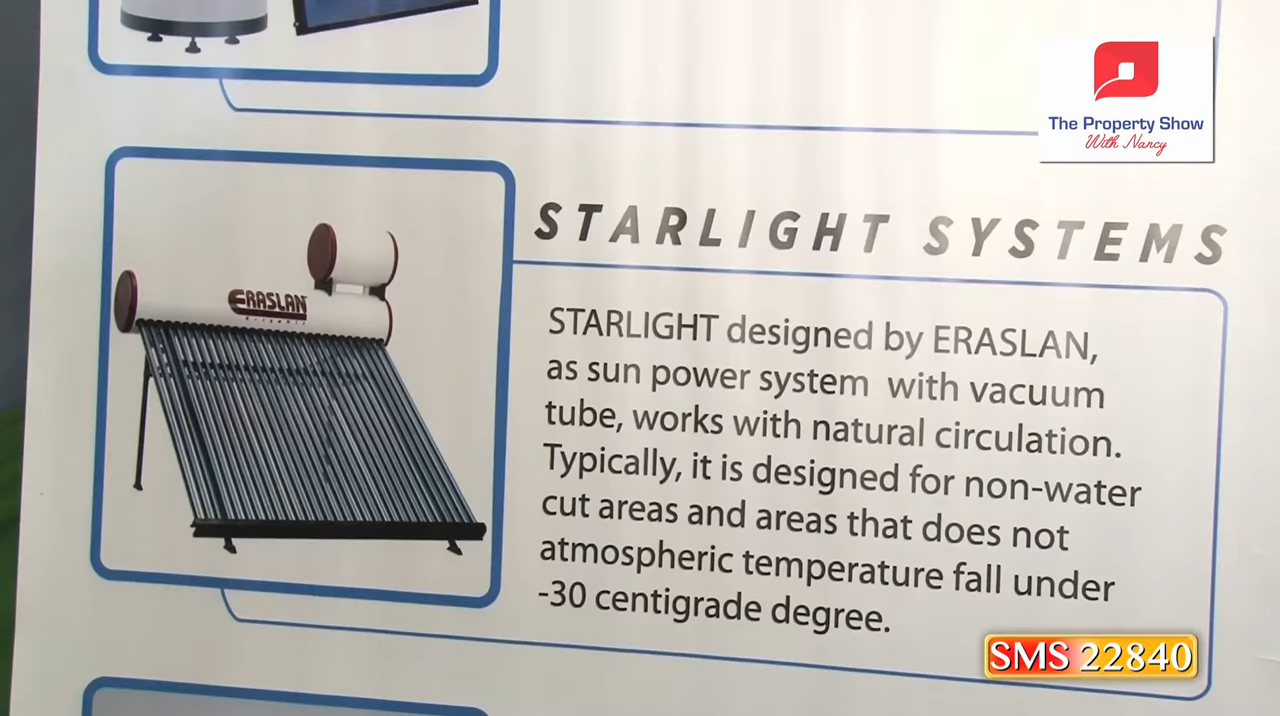 The Property Show
With Nancy
STARLIGHT SYSTEMS
ERASLAN
STARLIGHT designed by ERASLAN,
as sun power system with vacuum
tube, works with natural circulation.
Typically, it is designed for non-water
cut areas and areas that does not
atmospheric temperature fall under
-30 centigrade degree.
SMS 22840